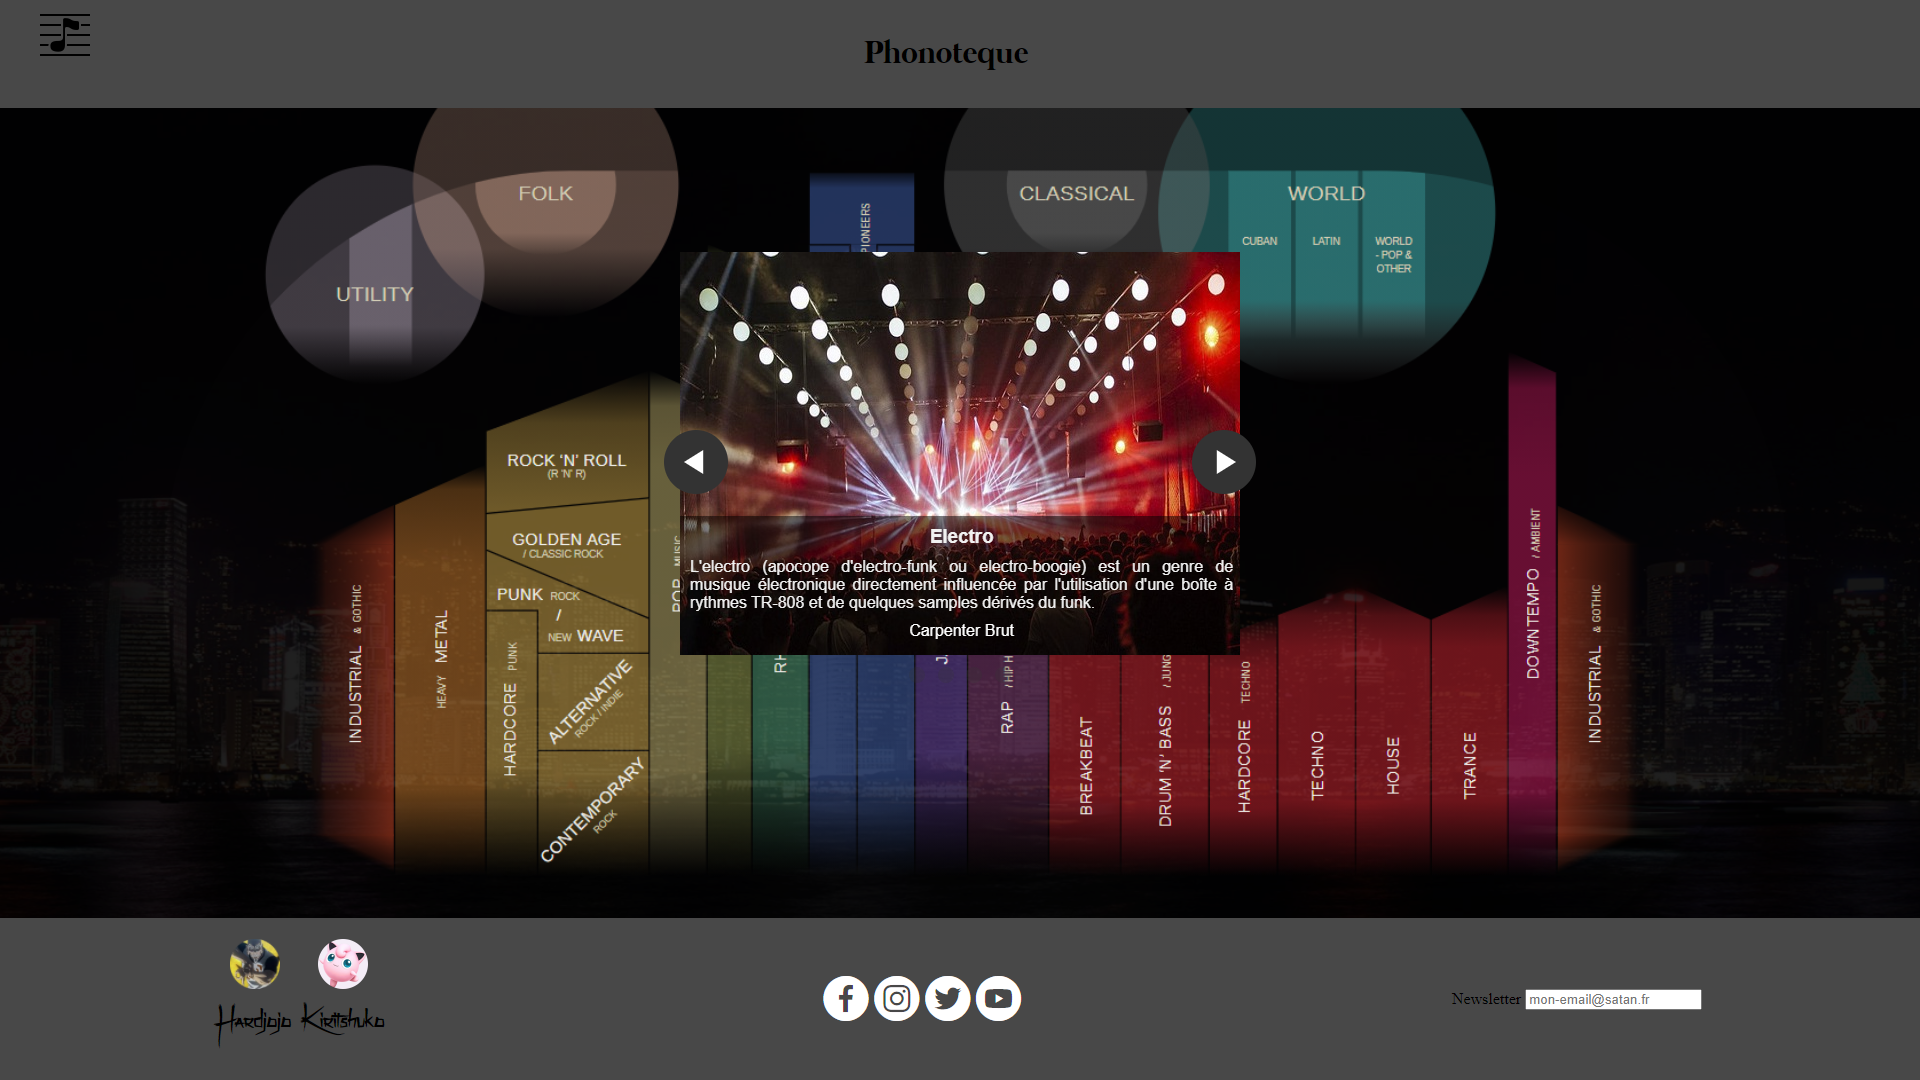 Phonoteque
FOLK
CLASSICAL
WORLD
PIONEERS
CUBAN
LATIN
WORLD
- POP &
OTHER
UTILITY
ROCK 'N' ROLL
(R 'N' R)
GOLDEN AGE
/ CLASSIC ROCK
PUNK ROCK
/
NEW WAVE
HARDCORE PUNK
ALTERNATIVE
ROCK / INDIE
CONTEMPORARY
ROCK
INDUSTRIAL & GOTHIC
HEAVY METAL
POP MUSIC
Electro
L'electro (apocope d'electro-funk ou electro-boogie) est un genre de
musique électronique directement influencée par l'utilisation d'une boîte à
rythmes TR-808 et de quelques samples dérivés du funk.
Carpenter Brut
RAP / HIP H
BREAKBEAT
DRUM 'N' BASS / JUNG
HARDCORE TECHNO
TECHNO
HOUSE
TRANCE
DOWNTEMPO / AMBIENT
INDUSTRIAL & GOTHIC
Hardjojo
Kiritshuko
Newsletter mon-email@satan.fr